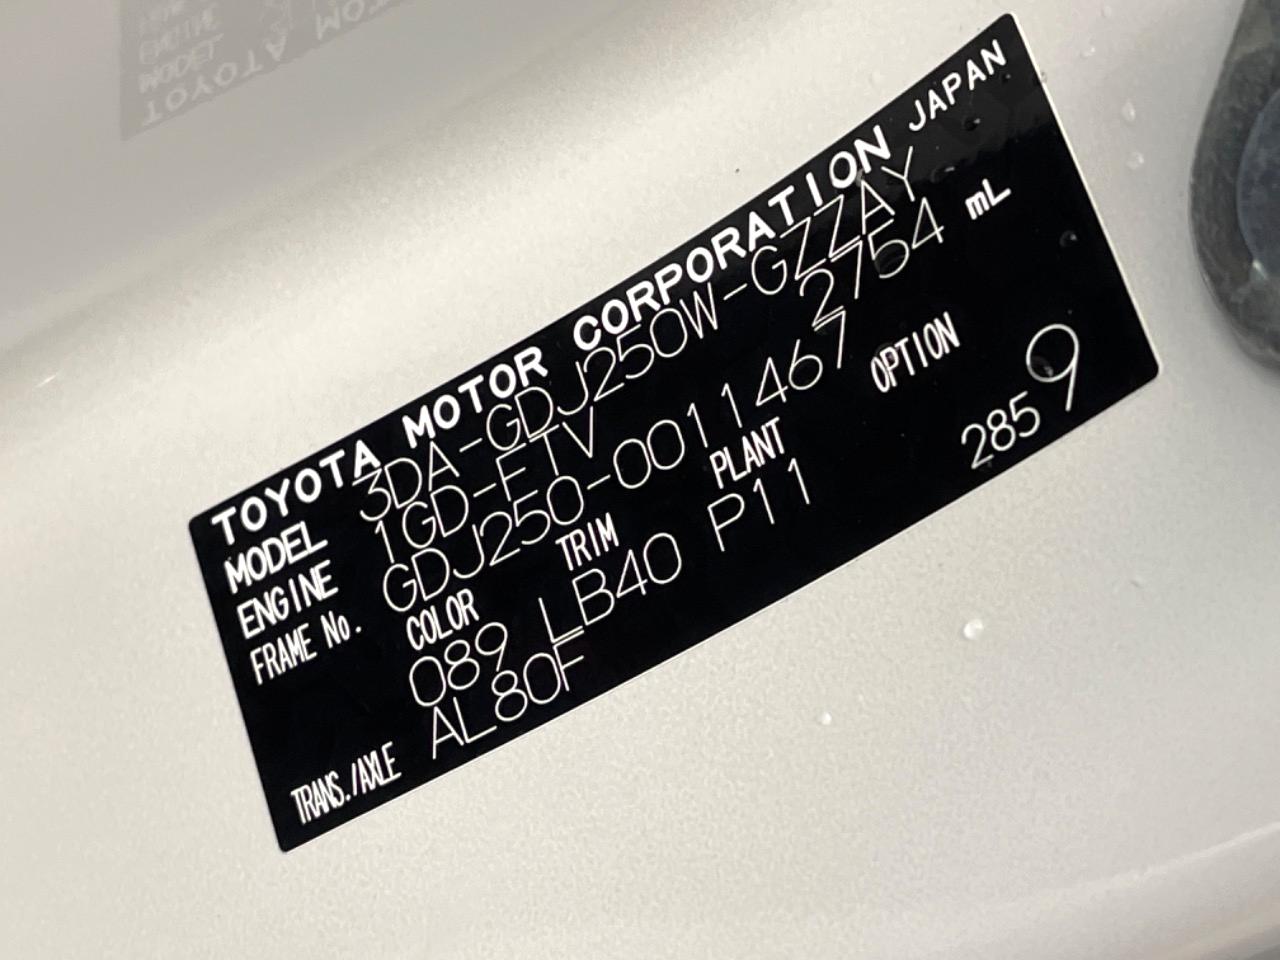 TOYOTA MOTOR CORPORATION JAPAN
MODEL 3DA-GDJ250W-GZZAY
ENGINE 1GD-FTV 2754 mL
FRAME No. GDJ250-0011467
COLOR TRIM PLANT OPTION
089 LB40 P11 2859
TRANS./AXLE AL80F